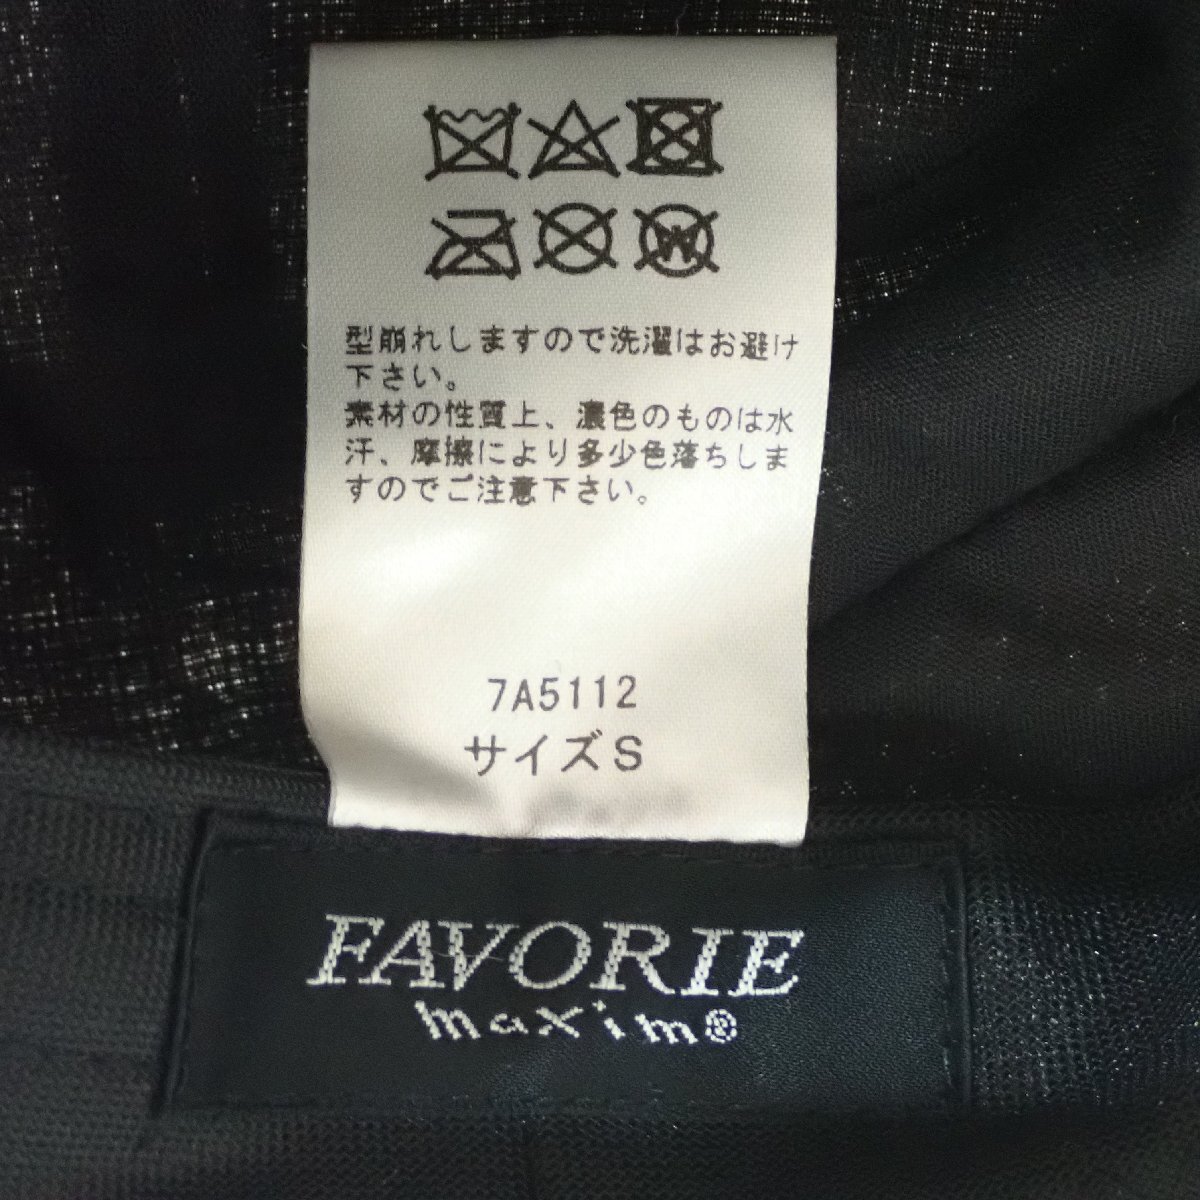 型崩れしますので洗濯はお避け
下さい。
素材の性質上、濃色のものは水
汗、摩擦により多少色落ちしま
すのでご注意下さい。
7A5112
サイズS
FAVORIE
max'im®